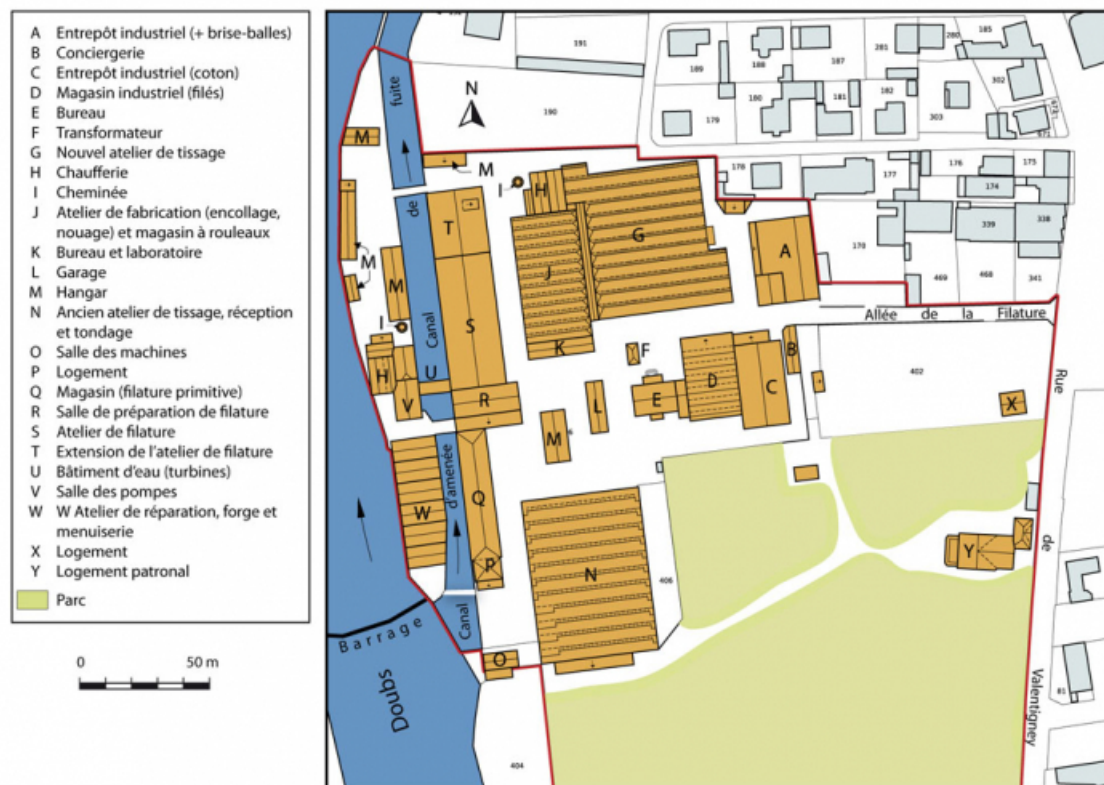 A Entrepôt industriel (+ brise-balles)
B Conciergerie
C Entrepôt industriel (coton)
D Magasin industriel (filés)
E Bureau
F Transformateur
G Nouvel atelier de tissage
H Chaufferie
I Cheminée
J Atelier de fabrication (encollage,
nouage) et magasin à rouleaux
K Bureau et laboratoire
L Garage
M Hangar
N Ancien atelier de tissage, réception
et tondage
O Salle des machines
P Logement
Q Magasin (filature primitive)
R Salle de préparation de filature
S Atelier de filature
T Extension de l'atelier de filature
U Bâtiment d'eau (turbines)
V Salle des pompes
W W Atelier de réparation, forge et
menuiserie
X Logement
Y Logement patronal
Parc
0 50 m
N
191
190
189
188
187
281
280
185
302
179
180
181
182
303
671
178
177
176
175
174
339
338
170
469
468
341
402
406
404
81
fuite
de
Canal
d'amenée
Canal
Barrage
Doubs
Allée de la Filature
Rue
de
Valentigney
M
M
I
H
T
G
A
J
M
M
S
I
K
F
B
H
U
D
C
V
R
L
E
X
M
W
Q
P
N
Y
O